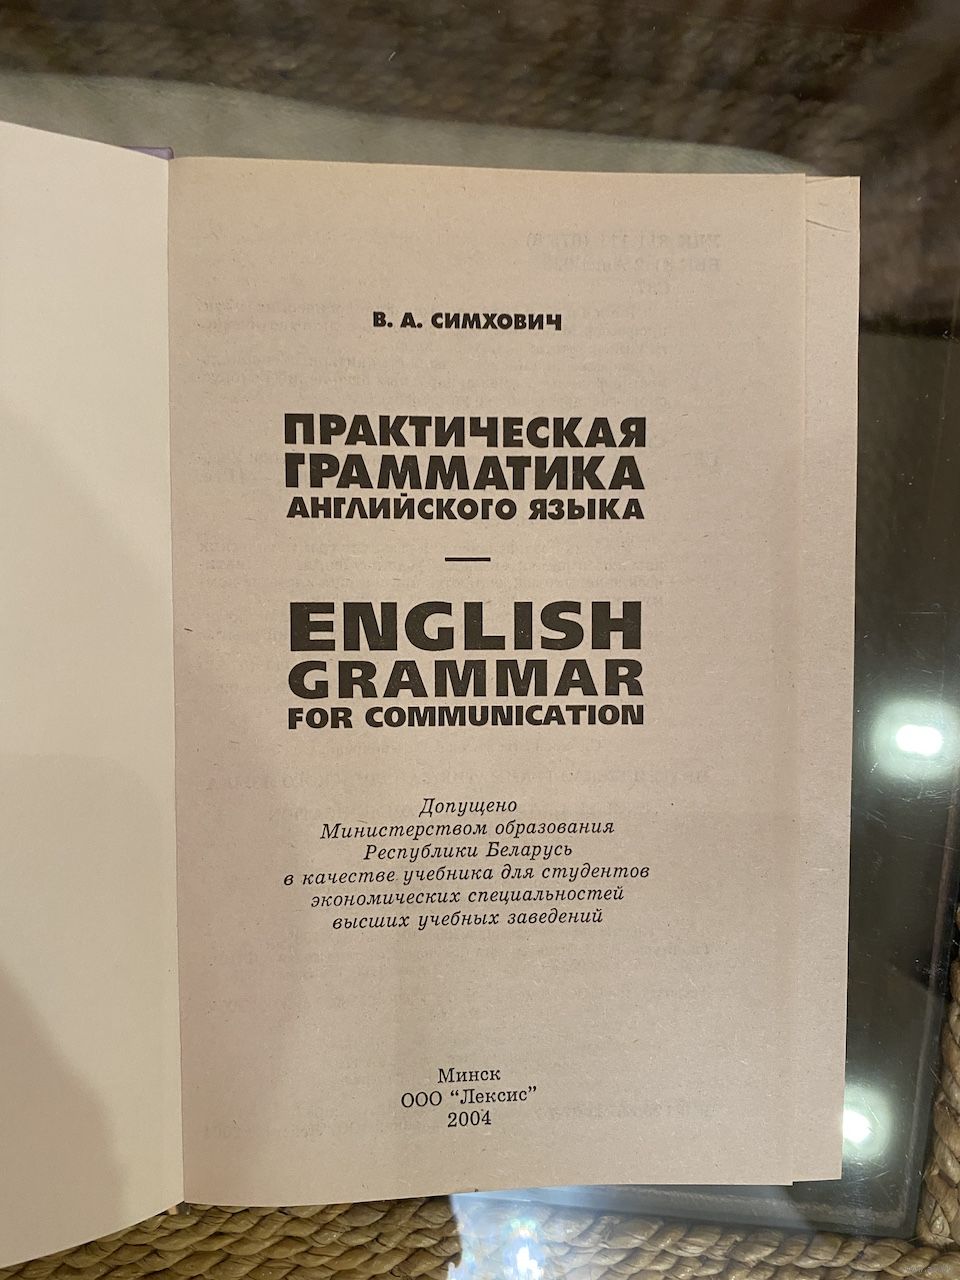 В. А. СИМХОВИЧ
ПРАКТИЧЕСКАЯ
ГРАММАТИКА
АНГЛИЙСКОГО ЯЗЫКА
—
ENGLISH
GRAMMAR
FOR COMMUNICATION
Допущено
Министерством образования
Республики Беларусь
в качестве учебника для студентов
экономических специальностей
высших учебных заведений
Минск
ООО “Лексис”
2004